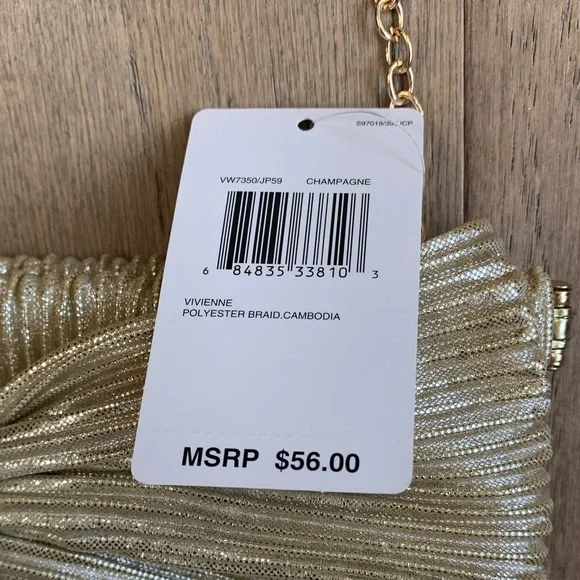 VW7350/JP59 CHAMPAGNE
6 84835 33810 3
VIVIENNE
POLYESTER BRAID.CAMBODIA
MSRP $56.00